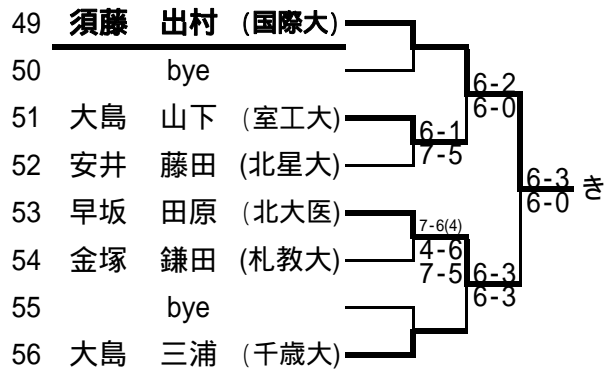 49 須藤 出村 (国際大)
50 bye
6-2
6-0
51 大島 山下 (室工大)
6-1
7-5
52 安井 藤田 (北星大)
6-3
6-0
き
53 早坂 田原 (北大医)
7-6(4)
4-6
7-5
54 金塚 鎌田 (札教大)
6-3
6-3
55 bye
56 大島 三浦 (千歳大)